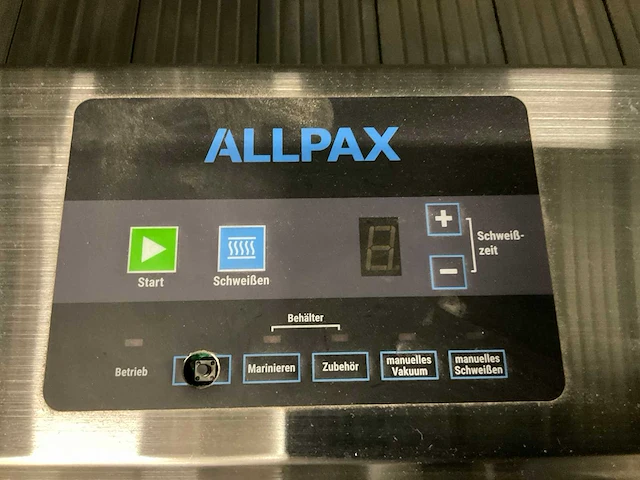 ALLPAX
Start
Schweißen
+
-
Schweiß-
zeit
Behälter
Betrieb
Marinieren
Zubehör
manuelles
Vakuum
manuelles
Schweißen